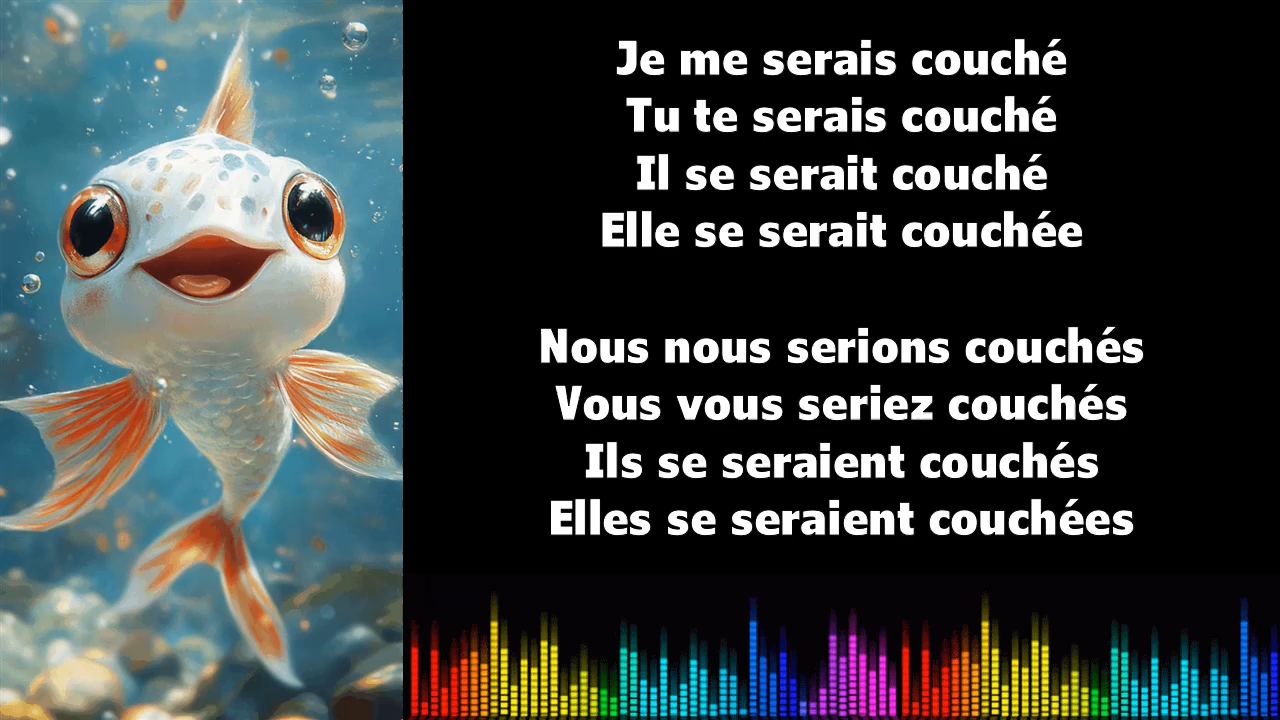 Je me serais couché
Tu te serais couché
Il se serait couché
Elle se serait couchée
Nous nous serions couchés
Vous vous seriez couchés
Ils se seraient couchés
Elles se seraient couchées